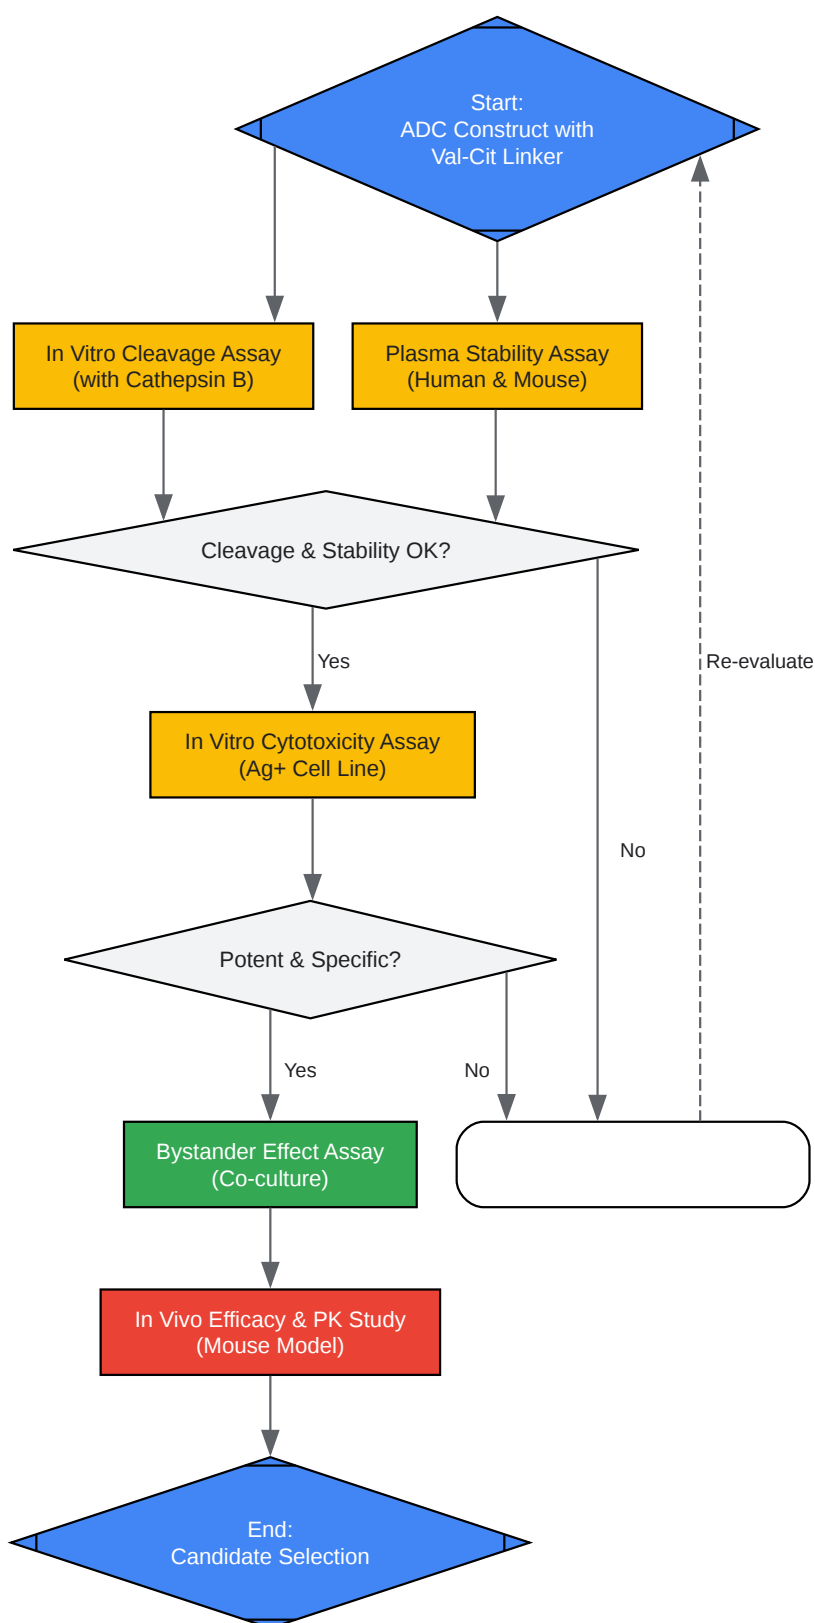 Start:
ADC Construct with
Val-Cit Linker
In Vitro Cleavage Assay
(with Cathepsin B)
Plasma Stability Assay
(Human & Mouse)
Cleavage & Stability OK?
Yes
Re-evaluate
In Vitro Cytotoxicity Assay
(Ag+ Cell Line)
No
Potent & Specific?
Yes
No
Bystander Effect Assay
(Co-culture)
In Vivo Efficacy & PK Study
(Mouse Model)
End:
Candidate Selection